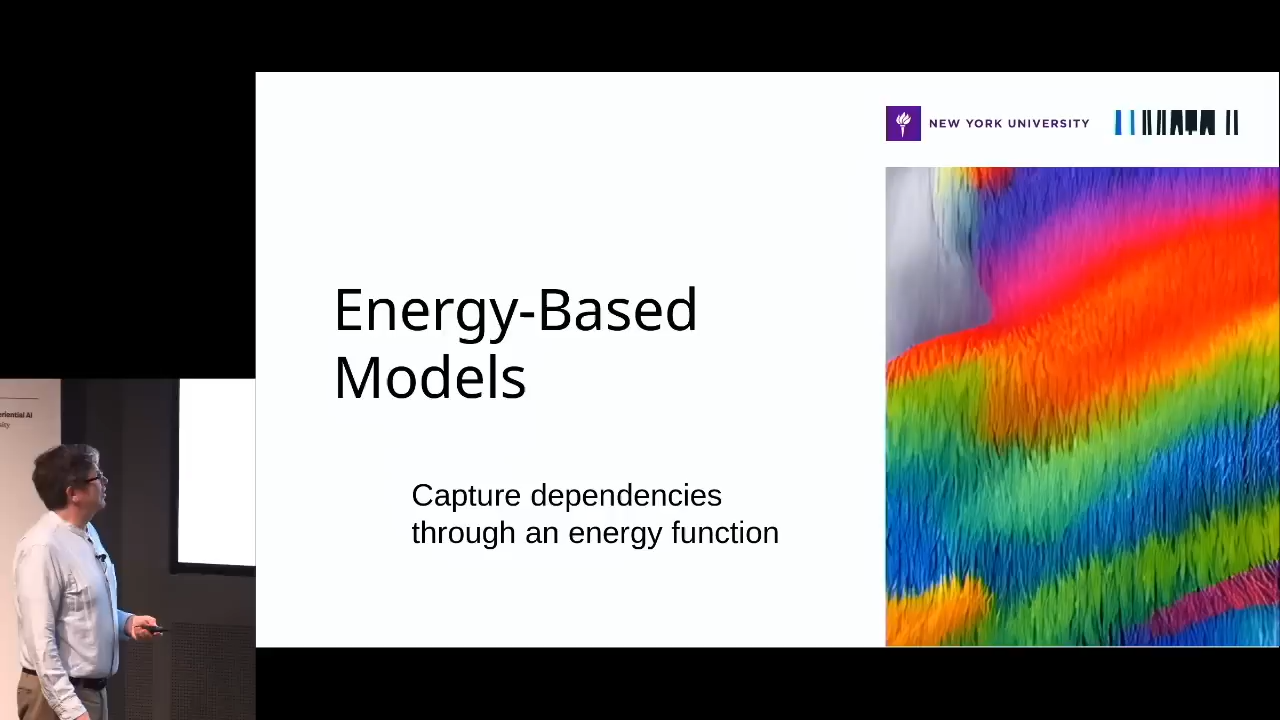 NEW YORK UNIVERSITY
Energy-Based
Models
Capture dependencies
through an energy function